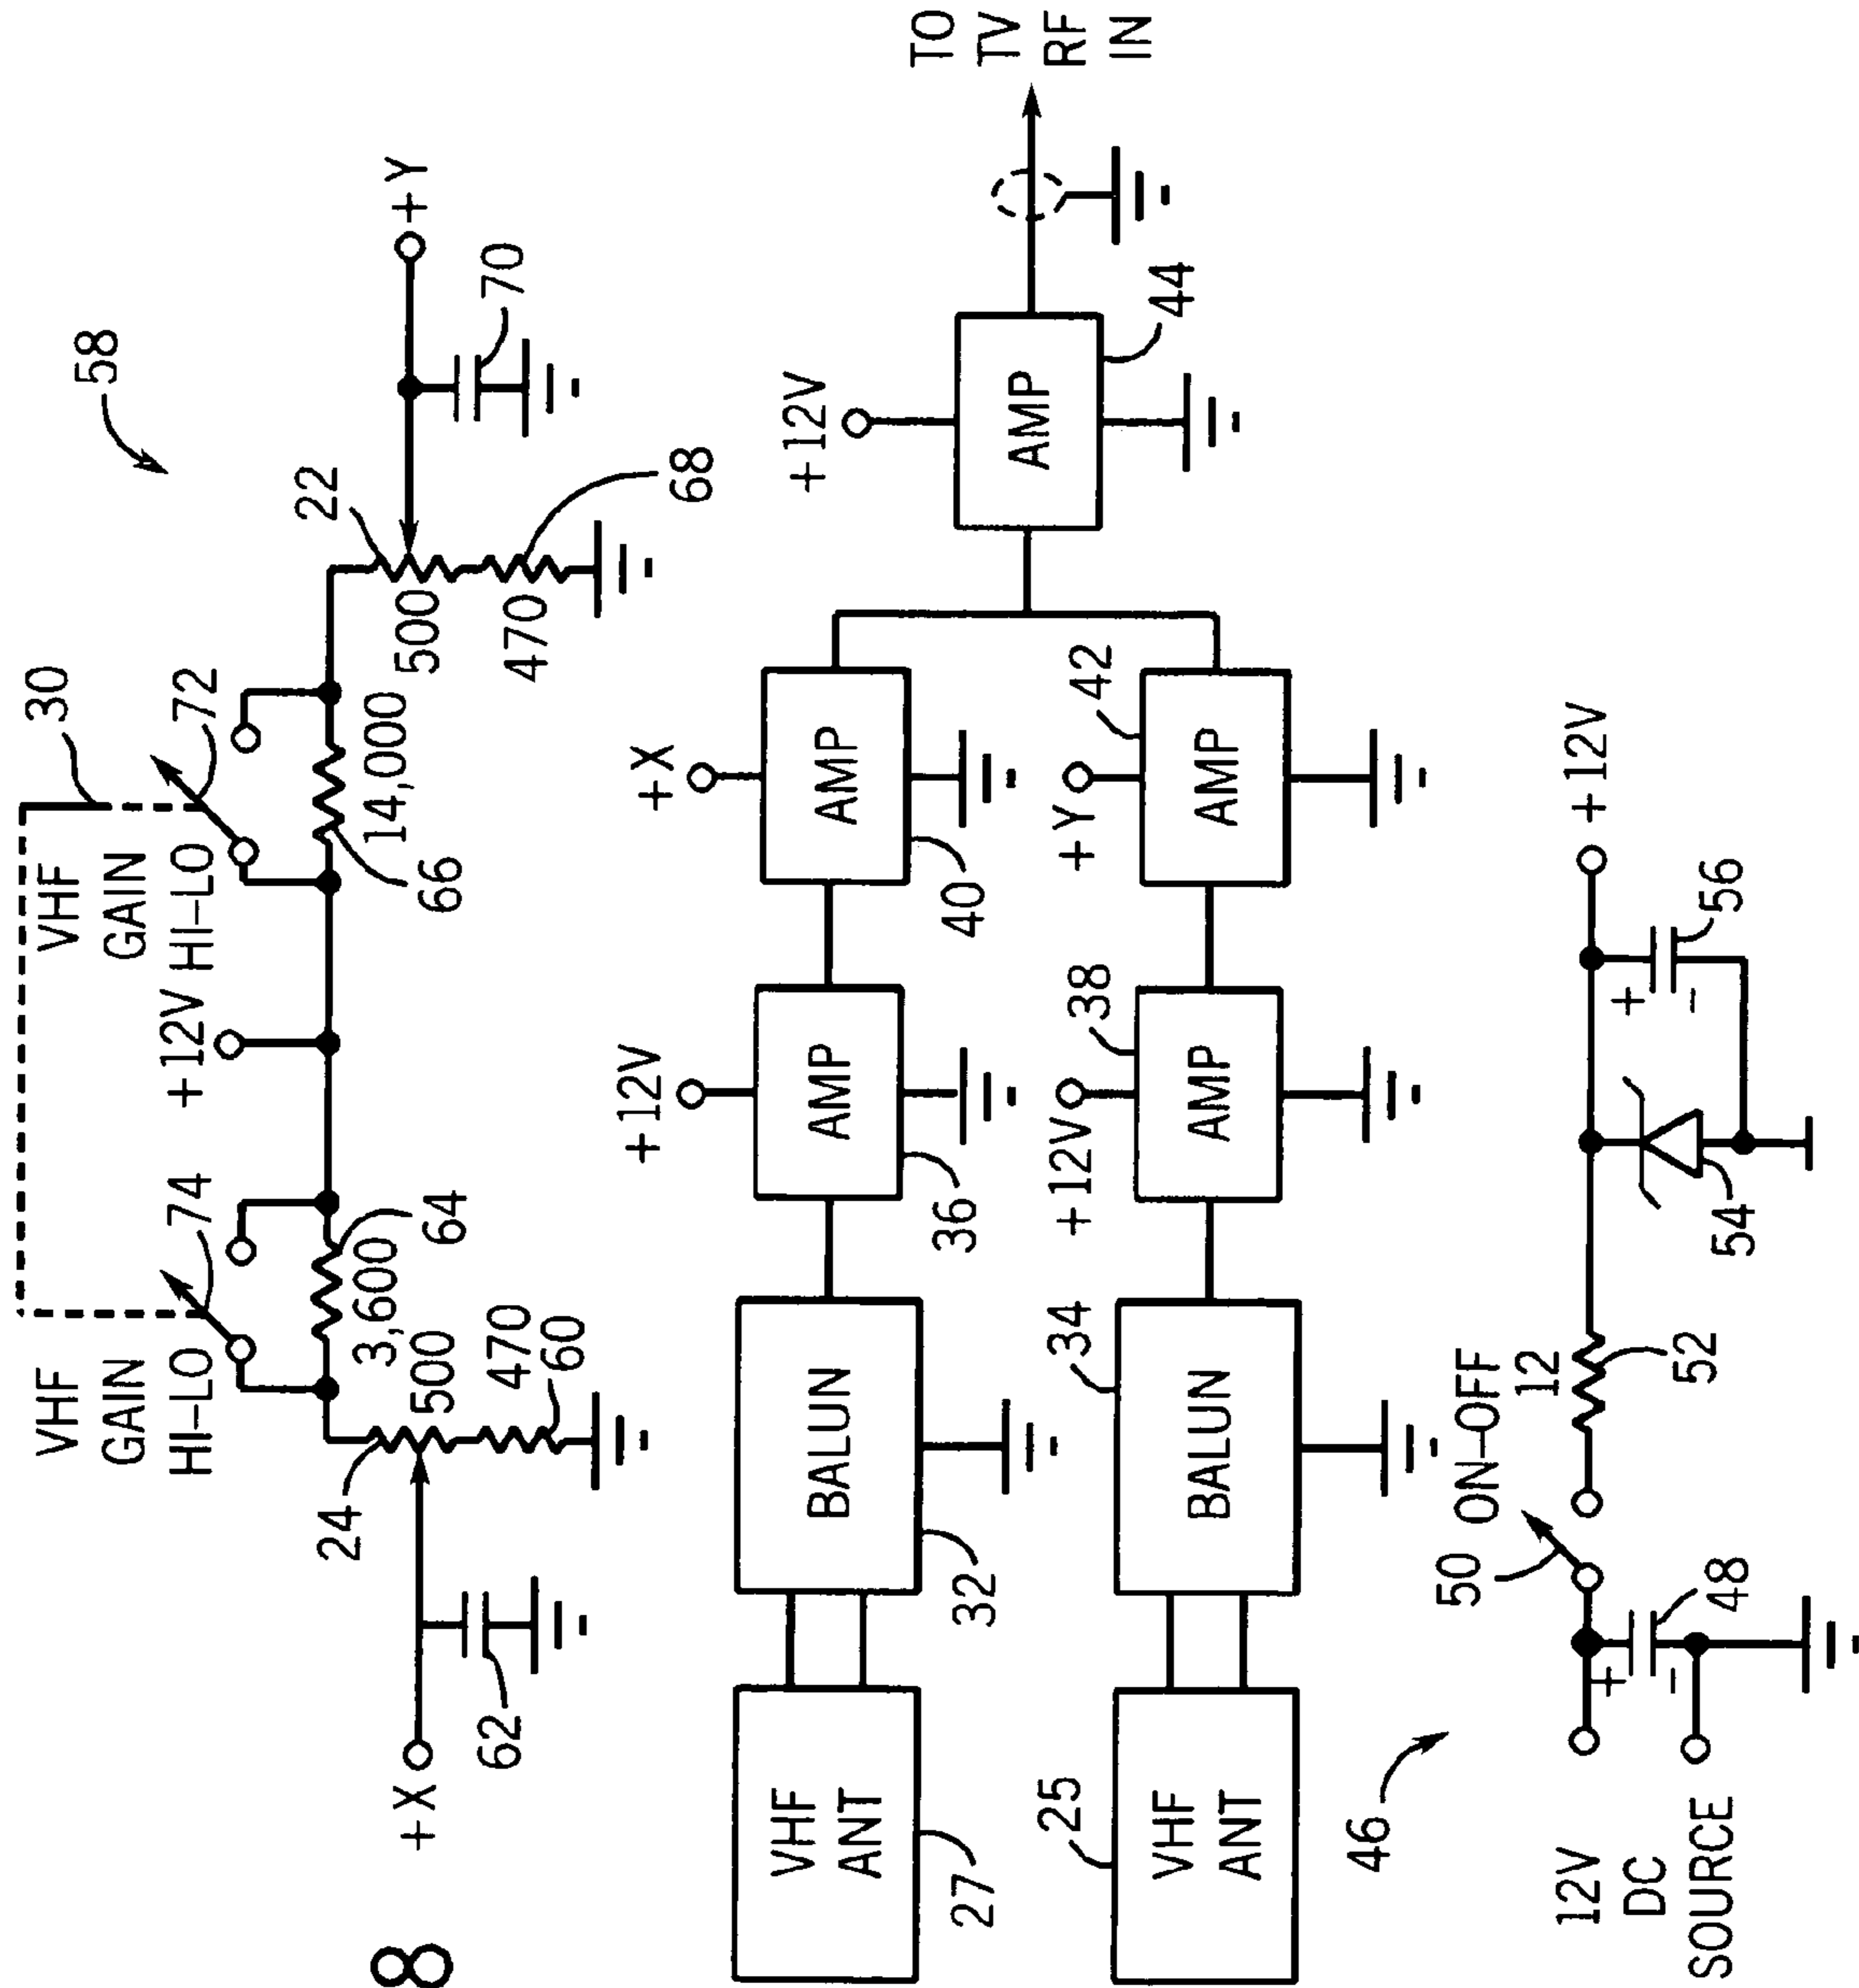 8
58
30
VHF
GAIN
HI-LO
74
+12V
VHF
GAIN
HI-LO
72
+X
62
24
500
470
60
3,600
64
66
14,000
22
500
470
68
70
+Y
VHF
ANT
27
BALUN
32
+12V
AMP
36
+X
AMP
40
+12V
AMP
44
TO
TV
RF
IN
25
VHF
ANT
34
BALUN
+12V
38
AMP
+Y
42
AMP
46
12V
DC
SOURCE
+
-
48
50
ON-OFF
12
52
54
+
-
56
+12V